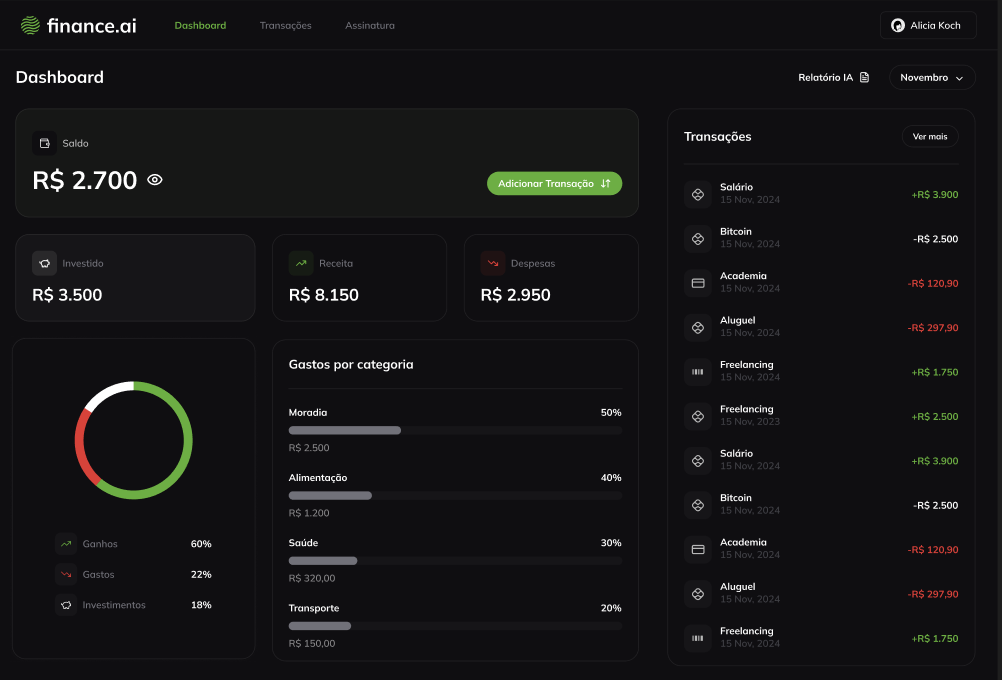 finance.ai
Dashboard
Transações
Assinatura
Alicia Koch
Dashboard
Relatório IA
Novembro
Saldo
R$ 2.700
Adicionar Transação
Investido
R$ 3.500
Receita
R$ 8.150
Despesas
R$ 2.950
Ganhos 60%
Gastos 22%
Investimentos 18%
Gastos por categoria
Moradia 50%
R$ 2.500
Alimentação 40%
R$ 1.200
Saúde 30%
R$ 320,00
Transporte 20%
R$ 150,00
Transações
Ver mais
Salário
15 Nov, 2024
+R$ 3.900
Bitcoin
15 Nov, 2024
-R$ 2.500
Academia
15 Nov, 2024
-R$ 120,90
Aluguel
15 Nov, 2024
-R$ 297,90
Freelancing
15 Nov, 2024
+R$ 1.750
Freelancing
15 Nov, 2023
+R$ 2.500
Salário
15 Nov, 2024
+R$ 3.900
Bitcoin
15 Nov, 2024
-R$ 2.500
Academia
15 Nov, 2024
-R$ 120,90
Aluguel
15 Nov, 2024
-R$ 297,90
Freelancing
15 Nov, 2024
+R$ 1.750